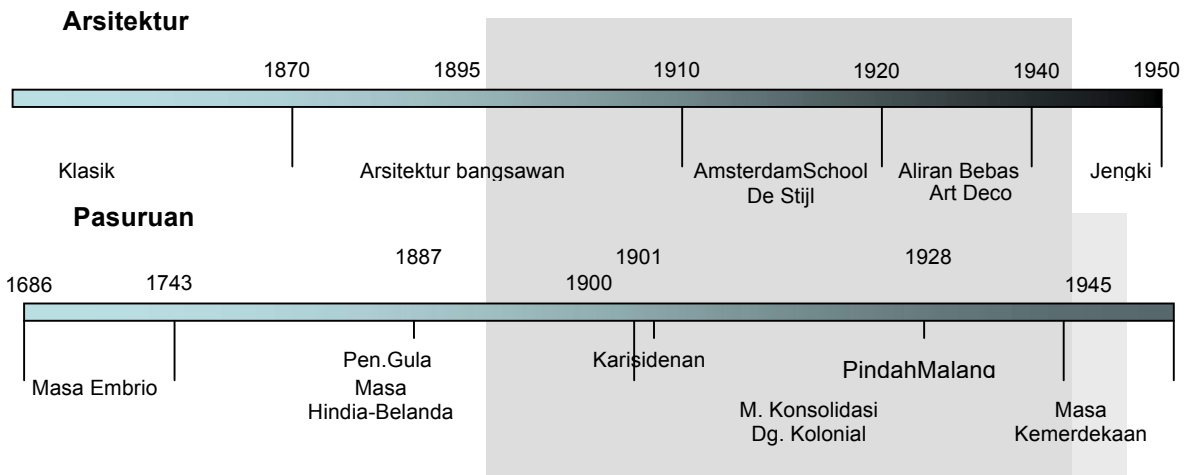 Arsitektur
1870 1895 1910 1920 1940 1950
Klasik Arsitektur bangsawan AmsterdamSchool Aliran Bebas Jengki
De Stijl Art Deco
Pasuruan
1887 1901 1928
1686 1743 1900 1945
Pen.Gula Karisidenan PindahMalang
Masa Embrio Masa
Hindia-Belanda
M. Konsolidasi Masa
Dg. Kolonial Kemerdekaan